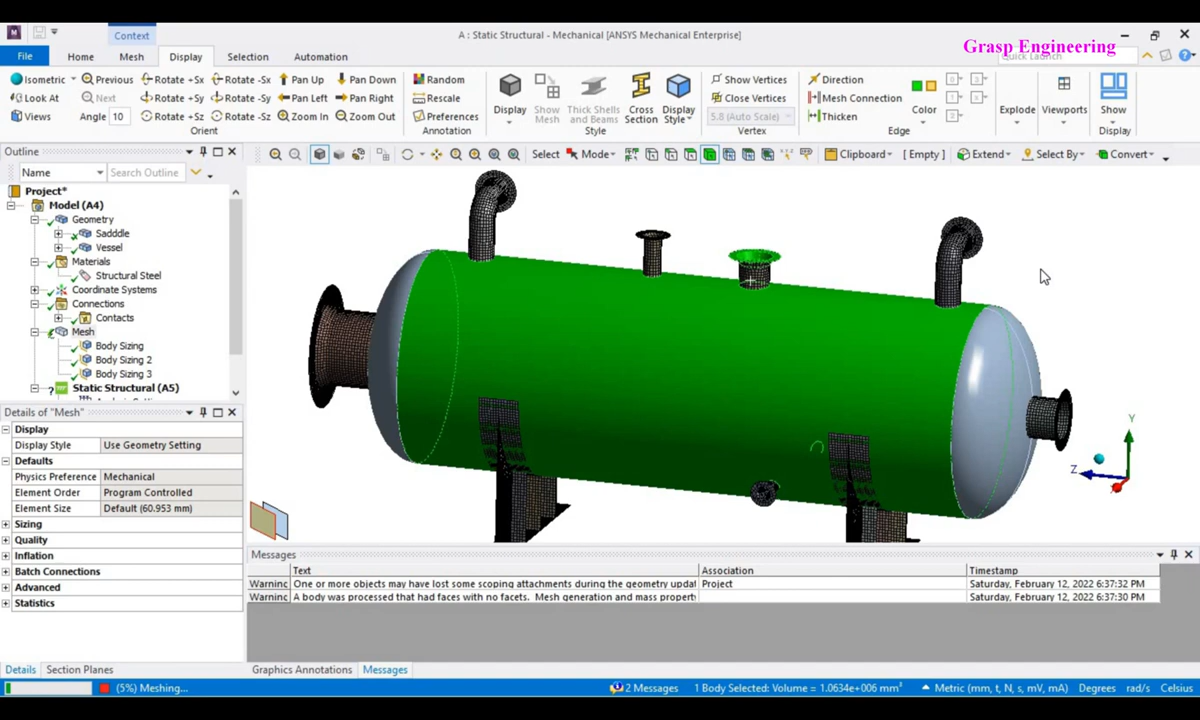 Context
A : Static Structural - Mechanical [ANSYS Mechanical Enterprise]
Grasp Engineering
File Home Mesh Display Selection Automation
Quick Launch
Isometric Previous Rotate +Sx Rotate -Sx Pan Up Pan Down Random Show Vertices Direction
Look At Next Rotate +Sy Rotate -Sy Pan Left Pan Right Rescale Close Vertices Mesh Connection
Views Angle 10 Rotate +Sz Rotate -Sz Zoom In Zoom Out Preferences 5.8 (Auto Scale) Thicken
Display Show Mesh Thick Shells and Beams Cross Section Display Style Color Explode Viewports Show
Orient Annotation Style Vertex Edge Display
Outline
Select Mode Clipboard [ Empty ] Extend Select By Convert
Name Search Outline
Project*
Model (A4)
Geometry
Sadddle
Vessel
Materials
Structural Steel
Coordinate Systems
Connections
Contacts
Mesh
Body Sizing
Body Sizing 2
Body Sizing 3
Static Structural (A5)
Details of "Mesh"
Display
Display Style Use Geometry Setting
Defaults
Physics Preference Mechanical
Element Order Program Controlled
Element Size Default (60.953 mm)
Sizing
Quality
Inflation
Batch Connections
Advanced
Statistics
Y
Z
Messages
Text Association Timestamp
Warninc One or more objects may have lost some scoping attachments during the geometry updat Project Saturday, February 12, 2022 6:37:32 PM
Warninc A body was processed that had faces with no facets. Mesh generation and mass property Saturday, February 12, 2022 6:37:30 PM
Details Section Planes Graphics Annotations Messages
(5%) Meshing... 2 Messages 1 Body Selected: Volume = 1.0634e+006 mm³ Metric (mm, t, N, s, mV, mA) Degrees rad/s Celsius